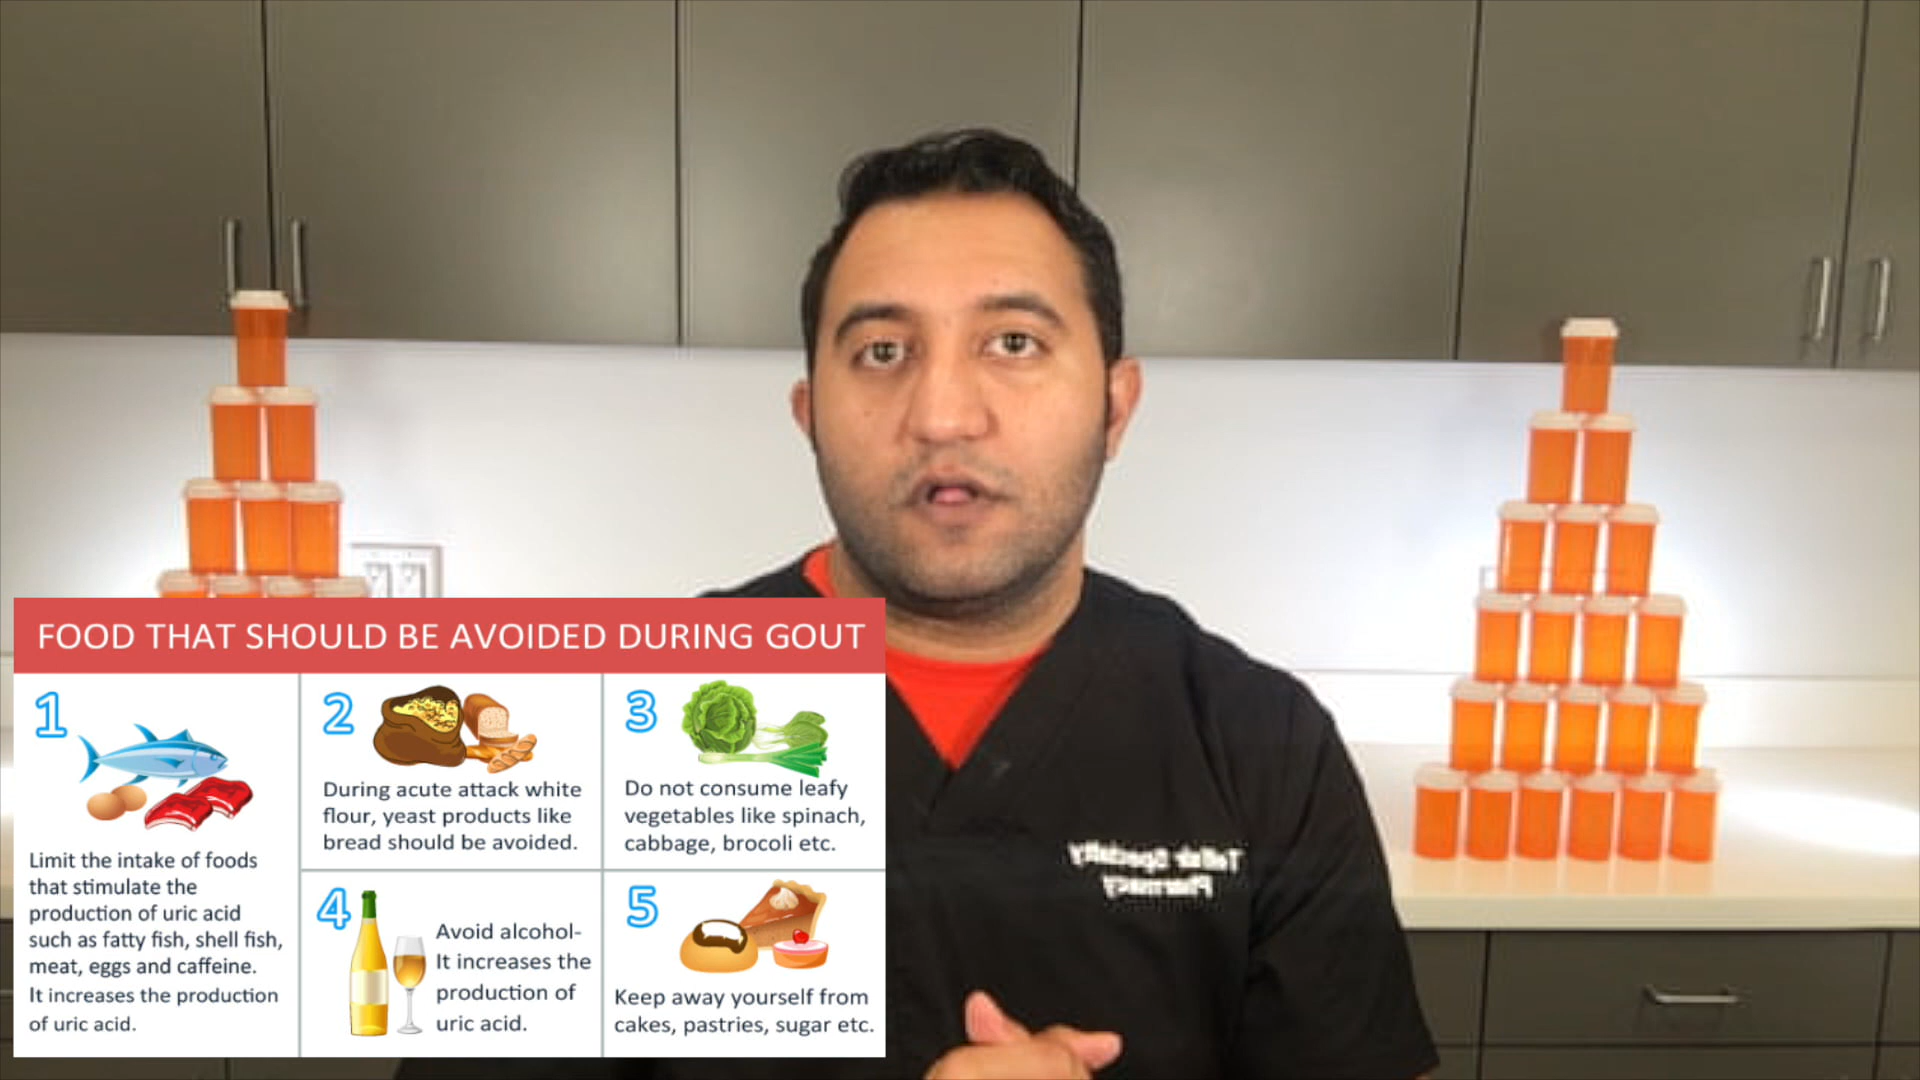 FOOD THAT SHOULD BE AVOIDED DURING GOUT
1
Limit the intake of foods
that stimulate the
production of uric acid
such as fatty fish, shell fish,
meat, eggs and caffeine.
It increases the production
of uric acid.
2
During acute attack white
flour, yeast products like
bread should be avoided.
3
Do not consume leafy
vegetables like spinach,
cabbage, brocoli etc.
4
Avoid alcohol-
It increases the
production of
uric acid.
5
Keep away yourself from
cakes, pastries, sugar etc.
Specialty
Pharmacy